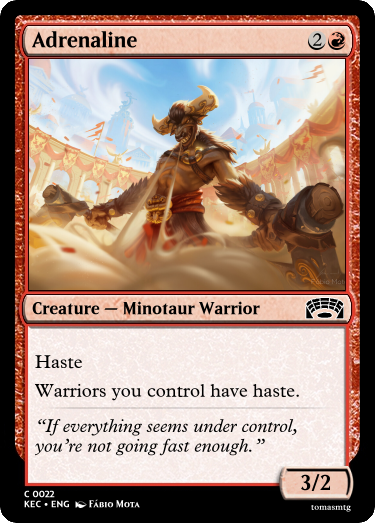 Adrenaline 2
Creature — Minotaur Warrior
Haste
Warriors you control have haste.
“If everything seems under control,
you’re not going fast enough.”
3/2
C 0022
KEC • ENG Fábio Mota
tomasmtg